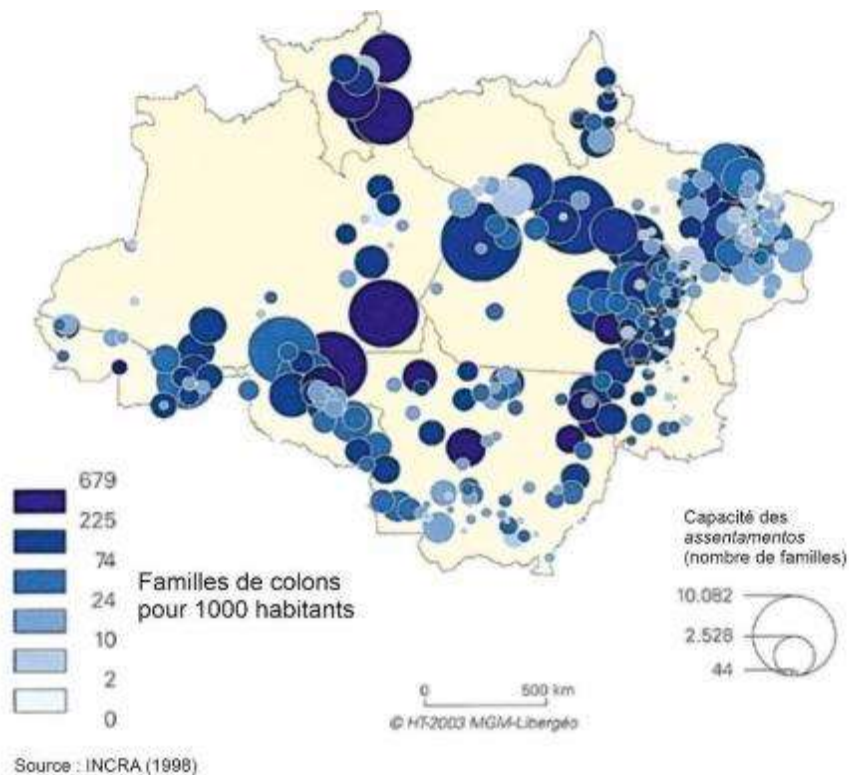 679
225
74
24
10
2
0
Familles de colons
pour 1000 habitants
Capacité des
assentamentos
(nombre de familles)
10.082
2.528
44
0 500 km
© HT-2003 MGM-Libergéo
Source : INCRA (1998)